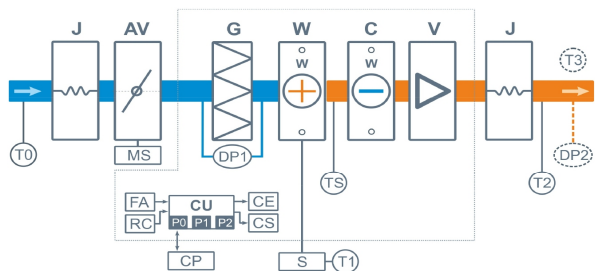 J AV G W C V J
w w
T3
T0 MS DP1 TS T2 DP2
FA CU CE
RC P0 P1 P2 CS
CP S T1